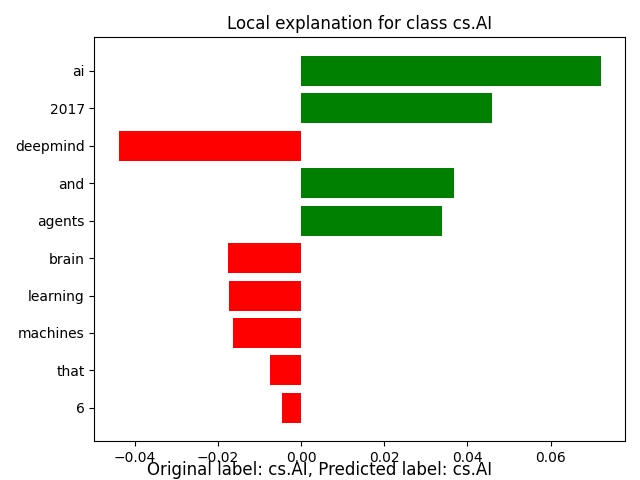 Local explanation for class cs.AI
ai
2017
deepmind
and
agents
brain
learning
machines
that
6
−0.04 −0.02 0.00 0.02 0.04 0.06
Original label: cs.AI, Predicted label: cs.AI